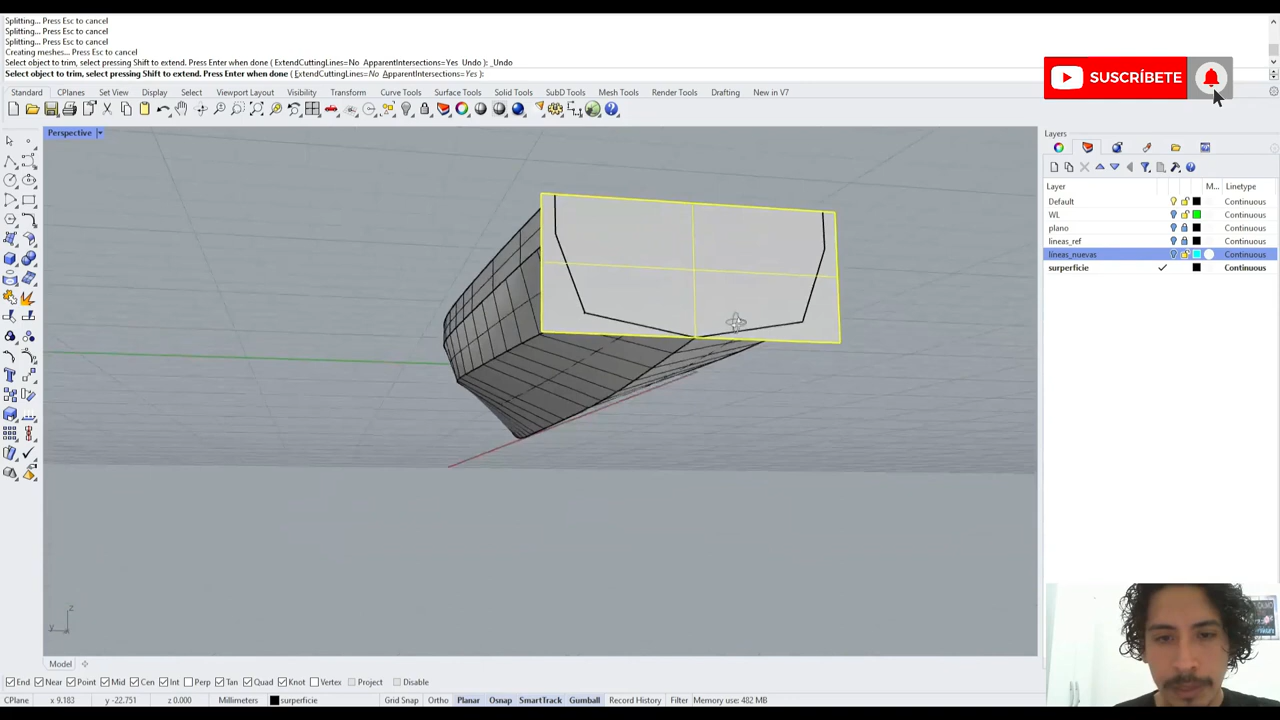 Splitting... Press Esc to cancel
Splitting... Press Esc to cancel
Splitting... Press Esc to cancel
Creating meshes... Press Esc to cancel
Select object to trim, select pressing Shift to extend. Press Enter when done ( ExtendCuttingLines=No ApparentIntersections=Yes Undo ): _Undo
Select object to trim, select pressing Shift to extend. Press Enter when done ( ExtendCuttingLines=No ApparentIntersections=Yes ):
SUSCRÍBETE
Standard CPlanes Set View Display Select Viewport Layout Visibility Transform Curve Tools Surface Tools Solid Tools SubD Tools Mesh Tools Render Tools Drafting New in V7
Perspective
Layers
Layer M... Linetype
Default Continuous
WL Continuous
plano Continuous
lineas_ref Continuous
lineas_nuevas Continuous
surperficie Continuous
z
y
Model
End Near Point Mid Cen Int Perp Tan Quad Knot Vertex Project Disable
CPlane x 9.183 y -22.751 z 0.000 Millimeters surperficie Grid Snap Ortho Planar Osnap SmartTrack Gumball Record History Filter Memory use: 482 MB